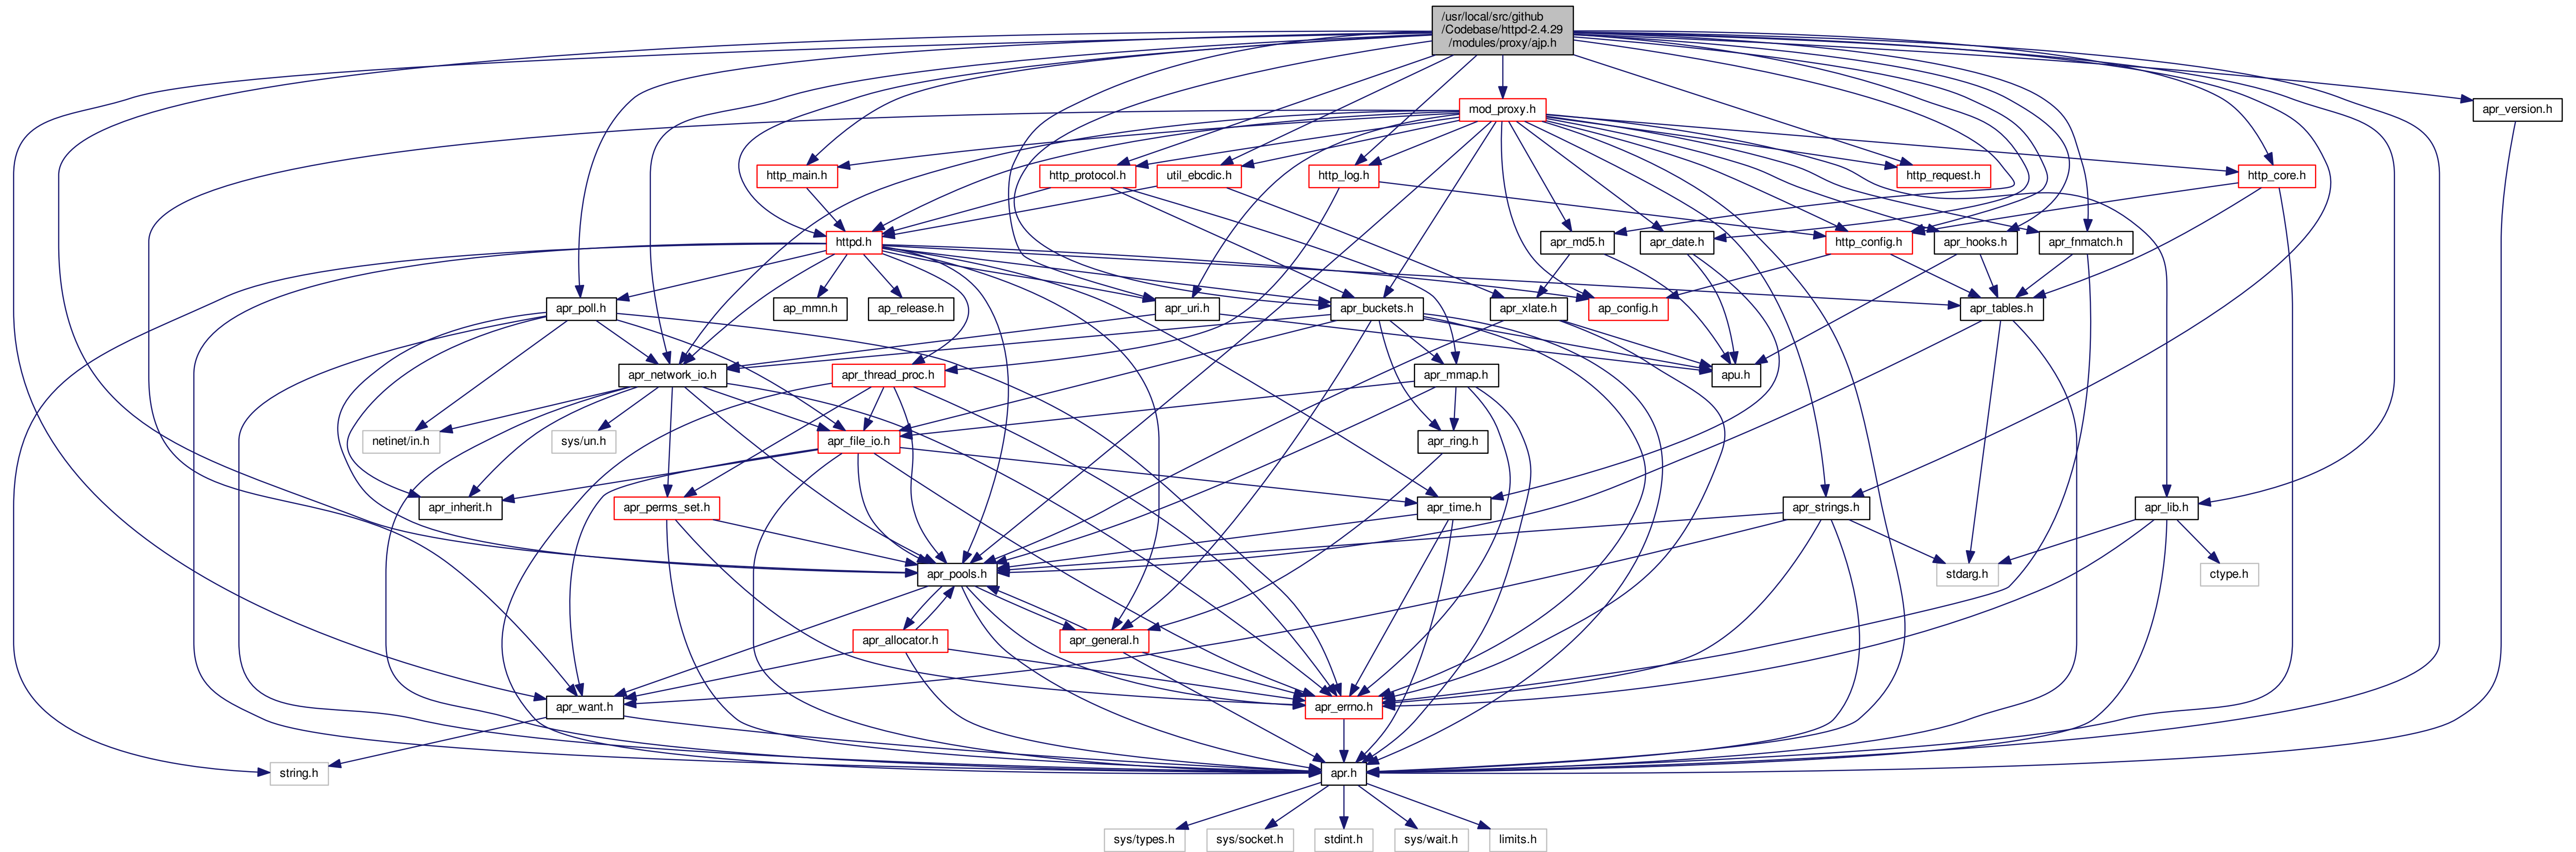 /usr/local/src/github
/Codebase/httpd-2.4.29
/modules/proxy/ajp.h
mod_proxy.h
apr_version.h
http_main.h
http_protocol.h
util_ebcdic.h
http_log.h
http_request.h
http_core.h
httpd.h
apr_md5.h
apr_date.h
http_config.h
apr_hooks.h
apr_fnmatch.h
apr_poll.h
ap_mmn.h
ap_release.h
apr_uri.h
apr_buckets.h
apr_xlate.h
ap_config.h
apr_tables.h
apr_network_io.h
apr_thread_proc.h
apr_mmap.h
apu.h
netinet/in.h
sys/un.h
apr_file_io.h
apr_ring.h
apr_inherit.h
apr_perms_set.h
apr_time.h
apr_strings.h
apr_lib.h
apr_pools.h
stdarg.h
ctype.h
apr_allocator.h
apr_general.h
apr_want.h
apr_errno.h
string.h
apr.h
sys/types.h
sys/socket.h
stdint.h
sys/wait.h
limits.h